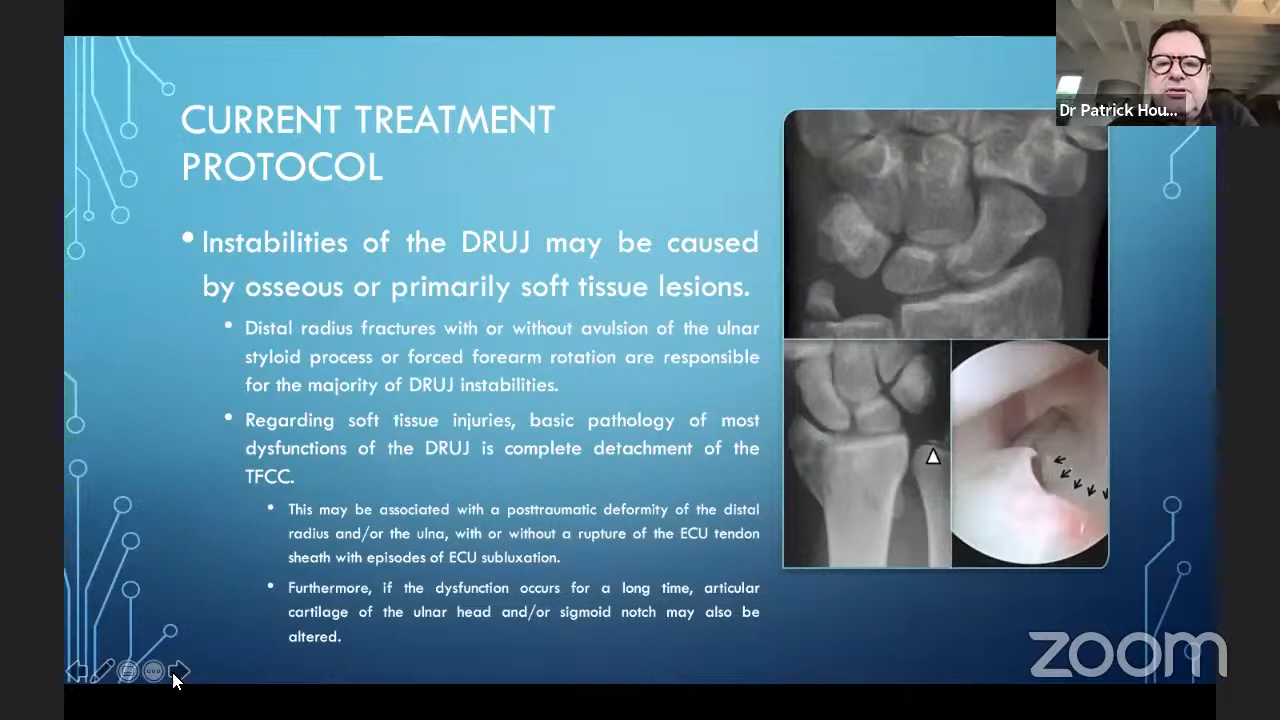 CURRENT TREATMENT
PROTOCOL
• Instabilities of the DRUJ may be caused
by osseous or primarily soft tissue lesions.
• Distal radius fractures with or without avulsion of the ulnar
styloid process or forced forearm rotation are responsible
for the majority of DRUJ instabilities.
• Regarding soft tissue injuries, basic pathology of most
dysfunctions of the DRUJ is complete detachment of the
TFCC.
• This may be associated with a posttraumatic deformity of the distal
radius and/or the ulna, with or without a rupture of the ECU tendon
sheath with episodes of ECU subluxation.
• Furthermore, if the dysfunction occurs for a long time, articular
cartilage of the ulnar head and/or sigmoid notch may also be
altered.
Dr Patrick Hou...
zoom